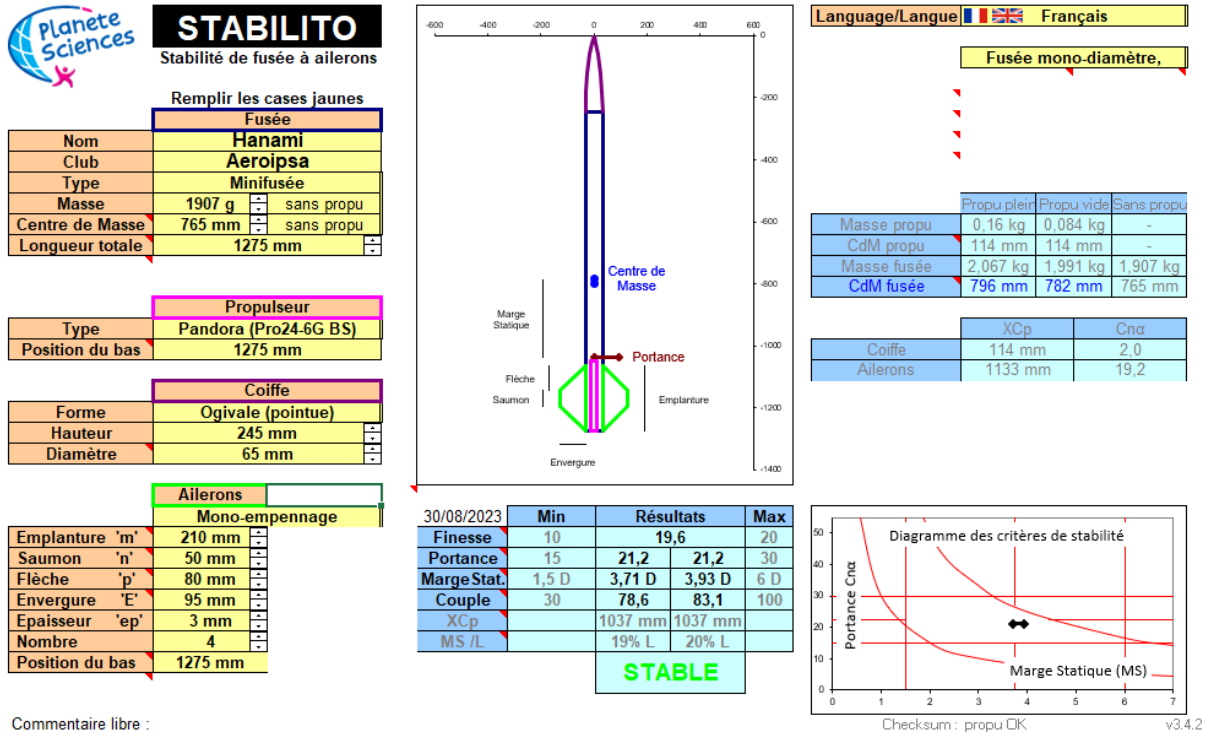 Planète
Sciences
STABILITO
Stabilité de fusée à ailerons
Remplir les cases jaunes
Fusée
Nom Hanami
Club Aeroipsa
Type Minifusée
Masse 1907 g sans propu
Centre de Masse 765 mm sans propu
Longueur totale 1275 mm
Propulseur
Type Pandora (Pro24-6G BS)
Position du bas 1275 mm
Coiffe
Forme Ogivale (pointue)
Hauteur 245 mm
Diamètre 65 mm
Ailerons
Mono-empennage
Emplanture 'm' 210 mm
Saumon 'n' 50 mm
Flèche 'p' 80 mm
Envergure 'E' 95 mm
Epaisseur 'ep' 3 mm
Nombre 4
Position du bas 1275 mm
Commentaire libre :
-600 -400 -200 0 200 400 600
0
-200
-400
-600
-800
-1000
-1200
-1400
Centre de
Masse
Marge
Statique
Portance
Flèche
Saumon
Emplanture
Envergure
30/08/2023 Min Résultats Max
Finesse 10 19,6 20
Portance 15 21,2 21,2 30
Marge Stat. 1,5 D 3,71 D 3,93 D 6 D
Couple 30 78,6 83,1 100
XCp 1037 mm 1037 mm
MS /L 19% L 20% L
STABLE
Language/Langue Français
Fusée mono-diamètre,
Propu plein Propu vide Sans propu
Masse propu 0,16 kg 0,084 kg -
CdM propu 114 mm 114 mm -
Masse fusée 2,067 kg 1,991 kg 1,907 kg
CdM fusée 796 mm 782 mm 765 mm
XCp Cnα
Coiffe 114 mm 2,0
Ailerons 1133 mm 19,2
Diagramme des critères de stabilité
Portance Cnα
50
40
30
20
10
0
Marge Statique (MS)
0 1 2 3 4 5 6 7
Checksum : propu OK v3.4.2